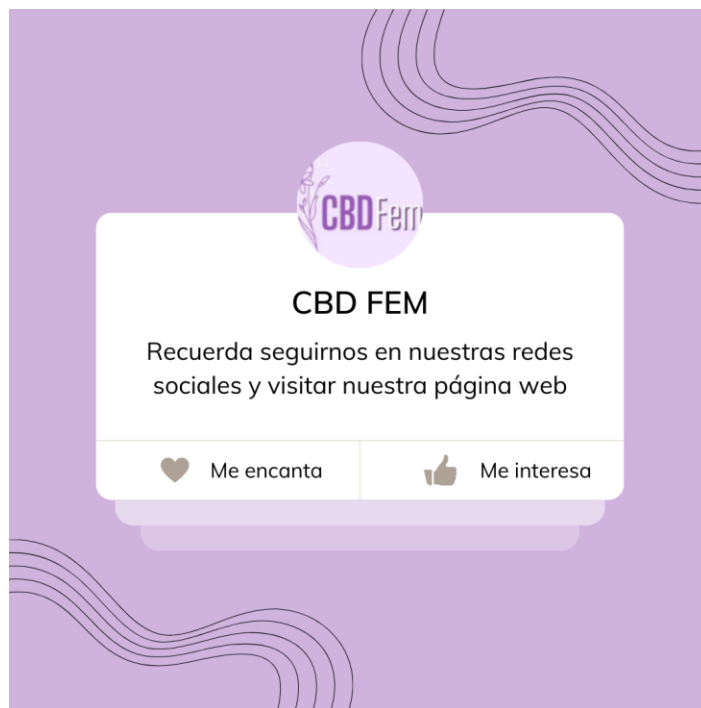 CBDFem
CBD FEM
Recuerda seguirnos en nuestras redes
sociales y visitar nuestra página web
Me encanta
Me interesa